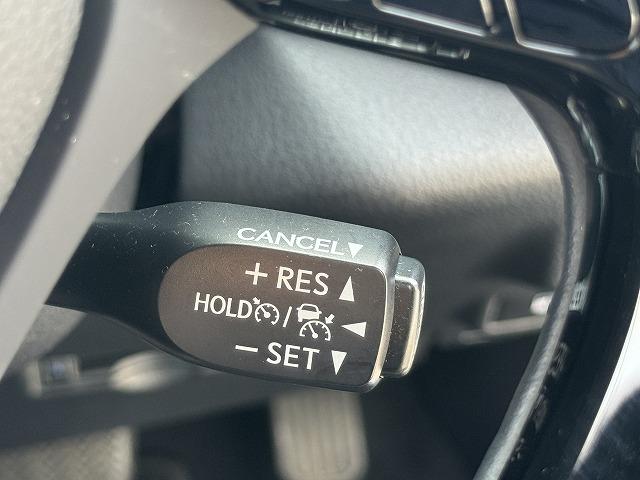 CANCEL▼
+ RES ▲
HOLD / ◄
− SET ▼